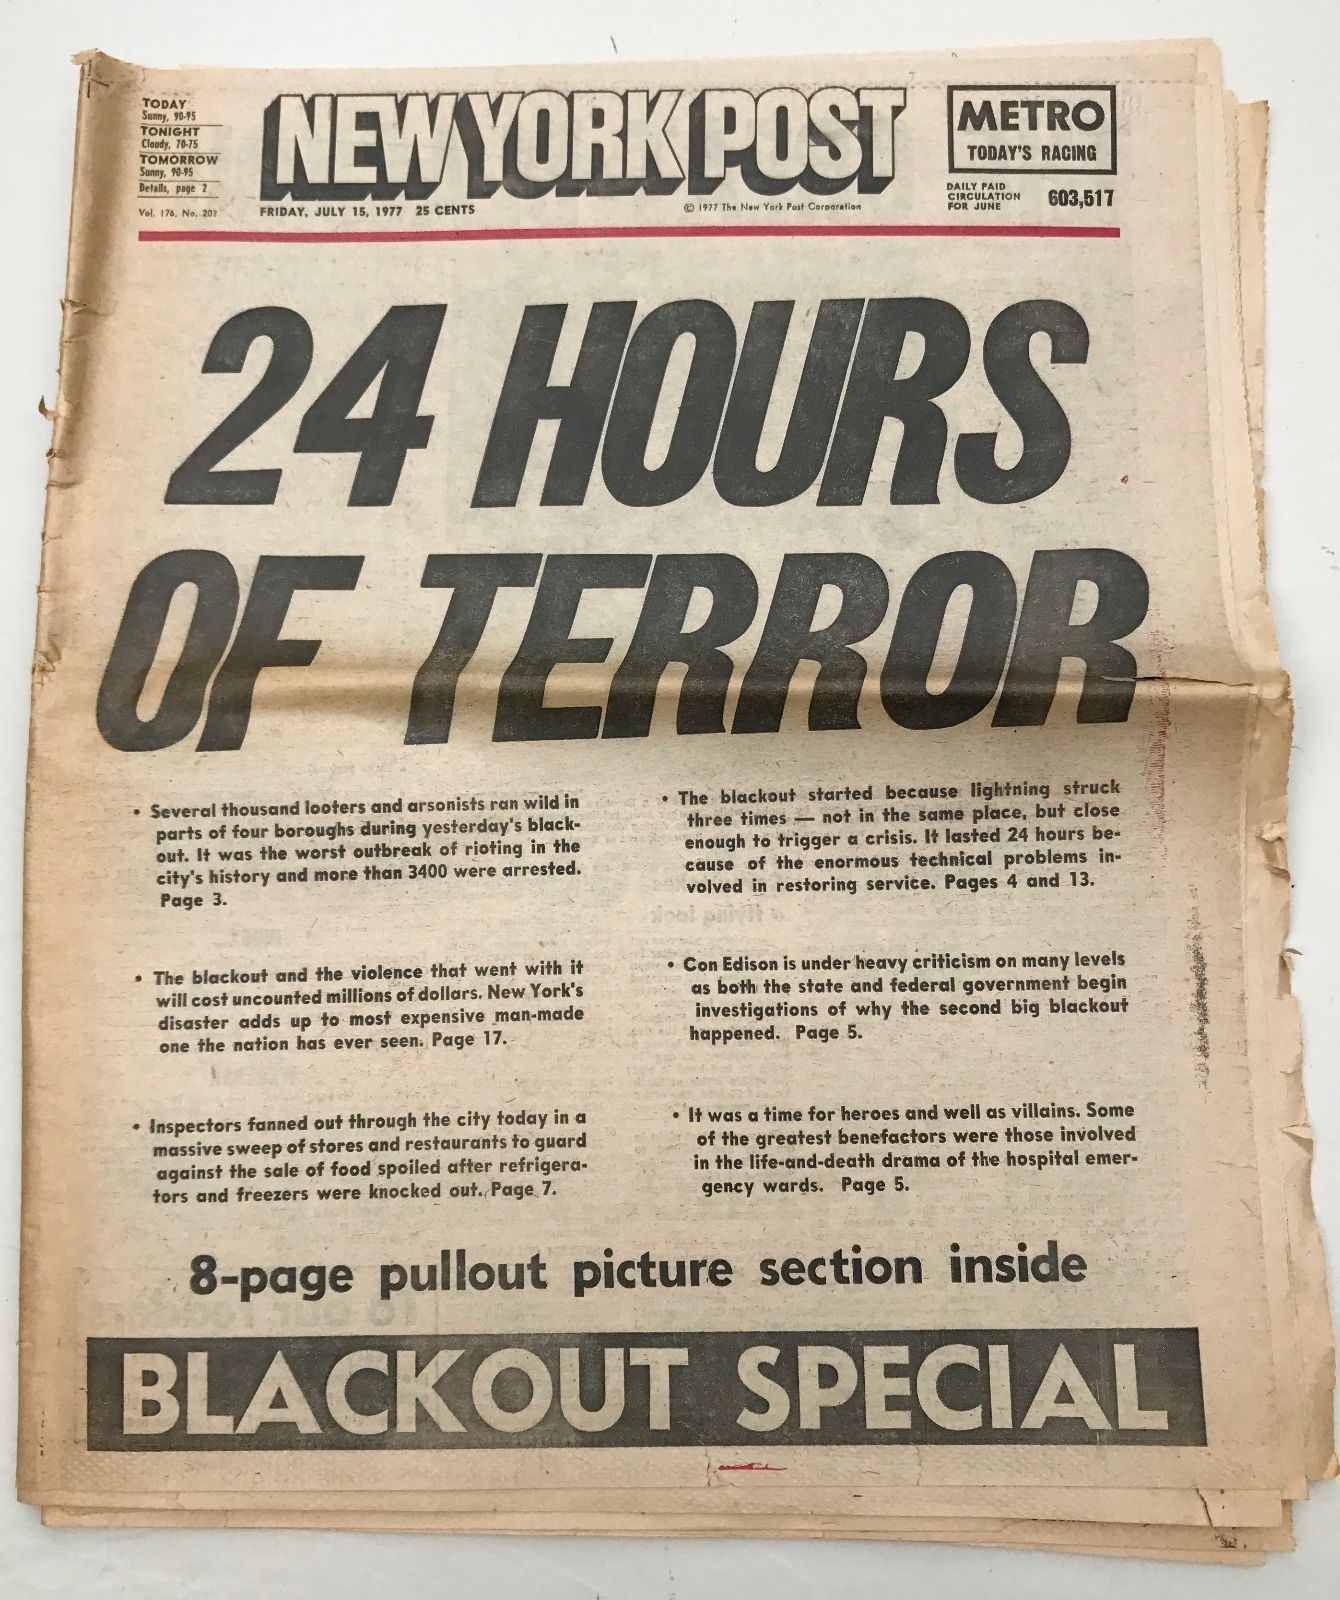 TODAY
Sunny, 90-95
TONIGHT
Cloudy, 70-75
TOMORROW
Sunny, 90-95
Details, page 2
Vol. 176, No. 203
NEW YORK POST
FRIDAY, JULY 15, 1977 25 CENTS
© 1977 The New York Post Corporation
METRO
TODAY'S RACING
DAILY PAID
CIRCULATION
FOR JUNE
603,517
24 HOURS
OF TERROR
• Several thousand looters and arsonists ran wild in
parts of four boroughs during yesterday's black-
out. It was the worst outbreak of rioting in the
city's history and more than 3400 were arrested.
Page 3.
• The blackout and the violence that went with it
will cost uncounted millions of dollars. New York's
disaster adds up to most expensive man-made
one the nation has ever seen. Page 17.
• Inspectors fanned out through the city today in a
massive sweep of stores and restaurants to guard
against the sale of food spoiled after refrigera-
tors and freezers were knocked out. Page 7.
• The blackout started because lightning struck
three times — not in the same place, but close
enough to trigger a crisis. It lasted 24 hours be-
cause of the enormous technical problems in-
volved in restoring service. Pages 4 and 13.
• Con Edison is under heavy criticism on many levels
as both the state and federal government begin
investigations of why the second big blackout
happened. Page 5.
• It was a time for heroes and well as villains. Some
of the greatest benefactors were those involved
in the life-and-death drama of the hospital emer-
gency wards. Page 5.
8-page pullout picture section inside
BLACKOUT SPECIAL